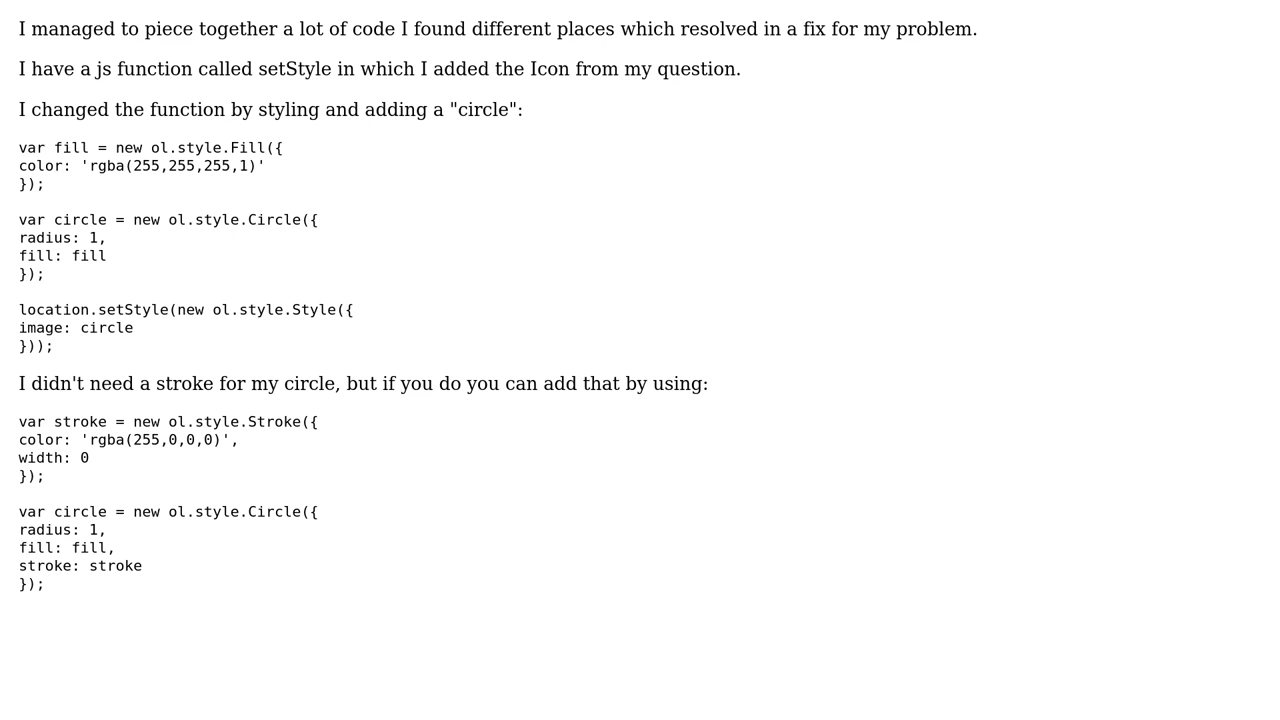 I managed to piece together a lot of code I found different places which resolved in a fix for my problem.
I have a js function called setStyle in which I added the Icon from my question.
I changed the function by styling and adding a "circle":
var fill = new ol.style.Fill({
color: 'rgba(255,255,255,1)'
});
var circle = new ol.style.Circle({
radius: 1,
fill: fill
});
location.setStyle(new ol.style.Style({
image: circle
}));
I didn't need a stroke for my circle, but if you do you can add that by using:
var stroke = new ol.style.Stroke({
color: 'rgba(255,0,0,0)',
width: 0
});
var circle = new ol.style.Circle({
radius: 1,
fill: fill,
stroke: stroke
});